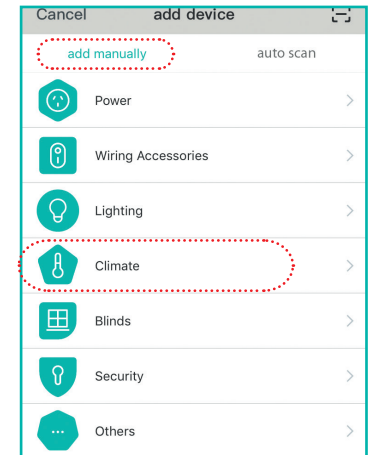 Cancel add device
add manually auto scan
Power
Wiring Accessories
Lighting
Climate
Blinds
Security
Others